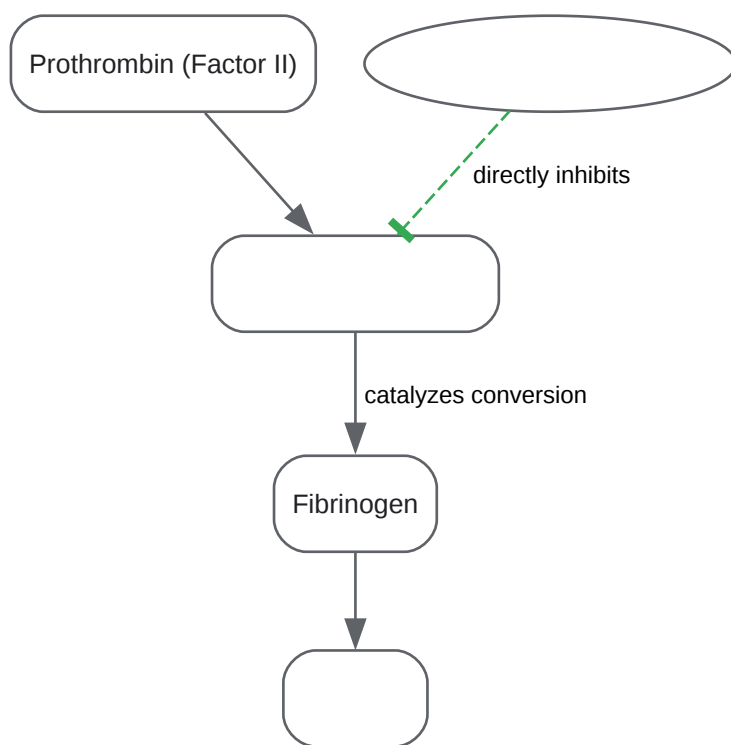 Prothrombin (Factor II)
directly inhibits
catalyzes conversion
Fibrinogen